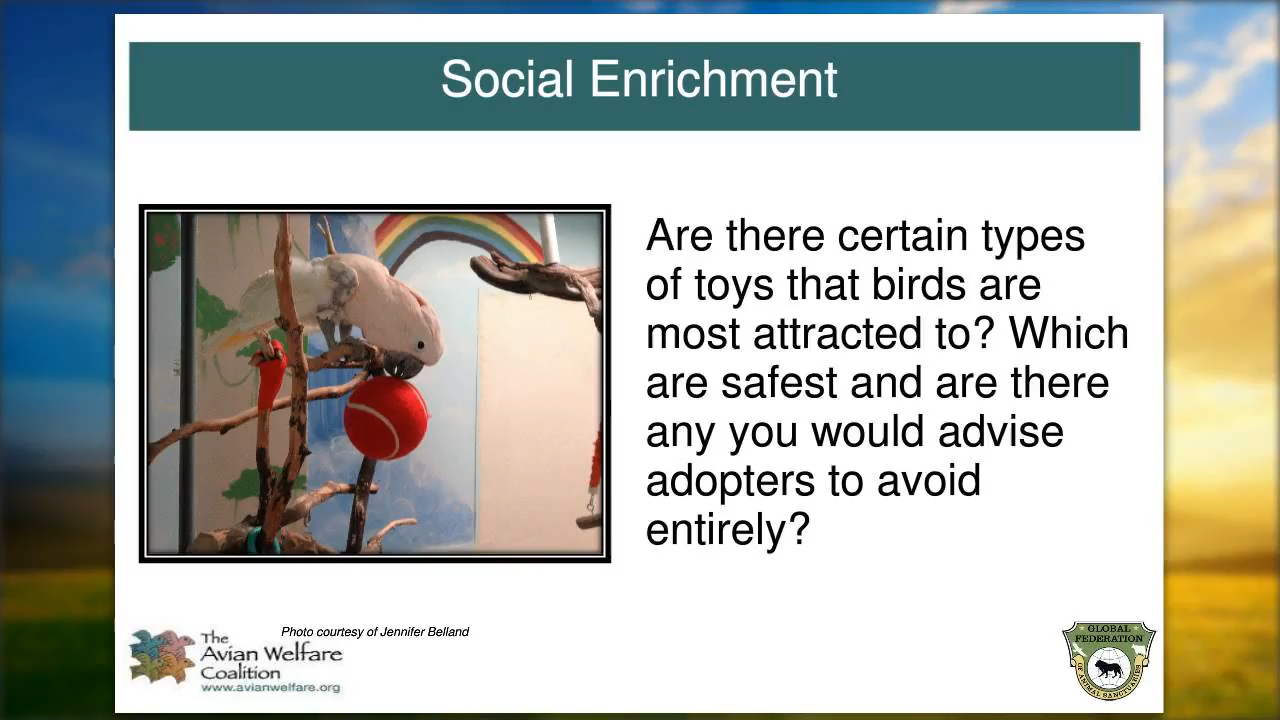 Social Enrichment
Are there certain types
of toys that birds are
most attracted to? Which
are safest and are there
any you would advise
adopters to avoid
entirely?
Photo courtesy of Jennifer Belland
The
Avian Welfare
Coalition
www.avianwelfare.org
GLOBAL
FEDERATION
OF ANIMAL SANCTUARIES